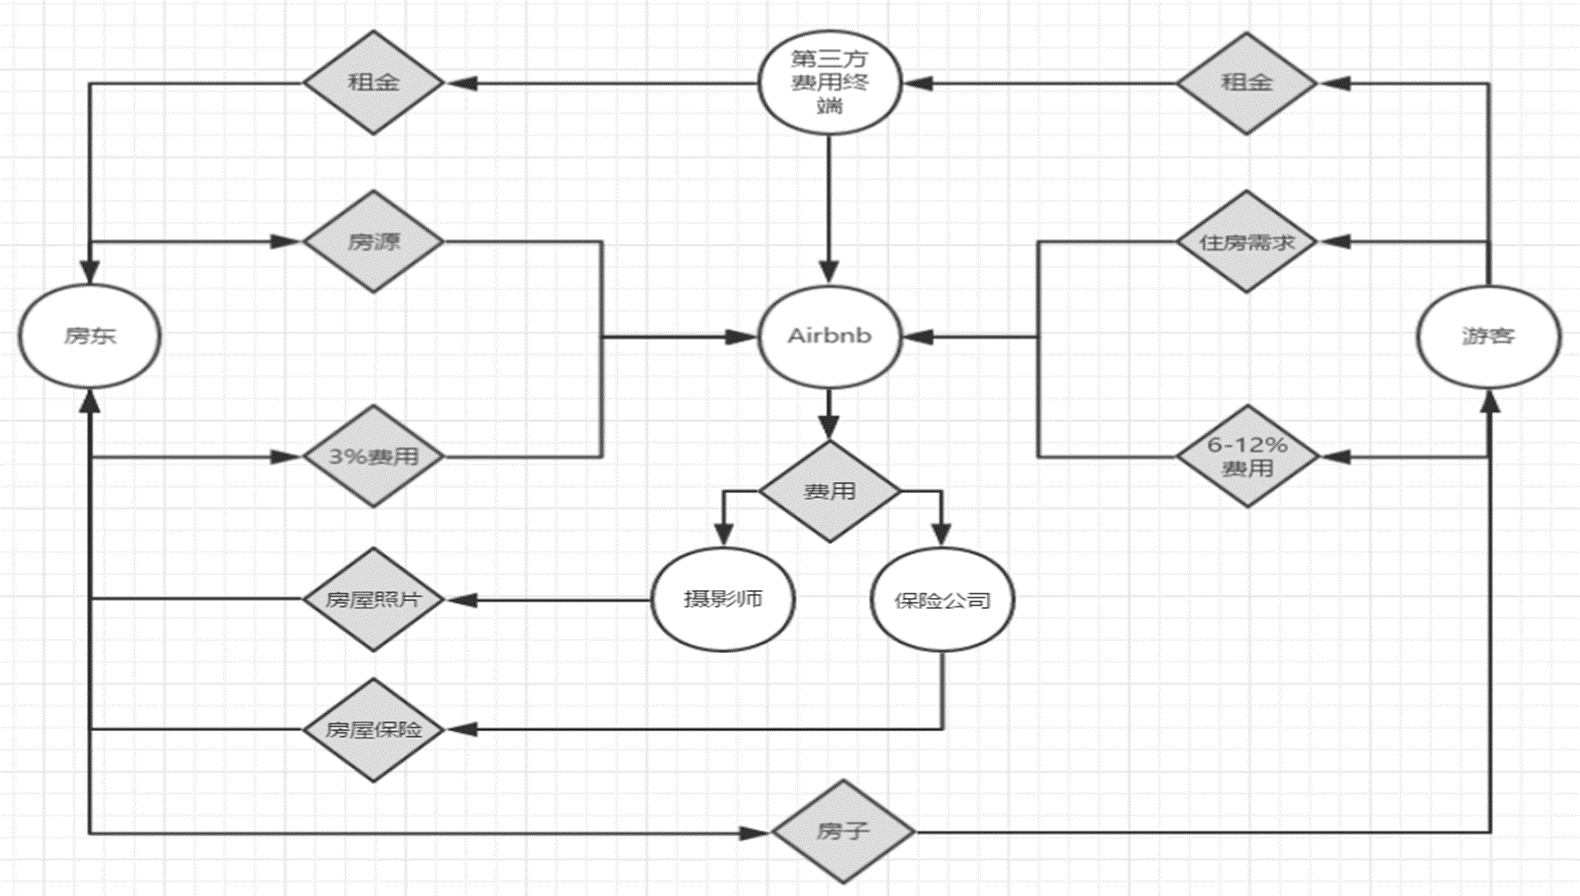 租金
第三方
费用终
端
租金
房源
住房需求
房东
Airbnb
游客
3%费用
6-12%
费用
费用
房屋照片
摄影师
保险公司
房屋保险
房子